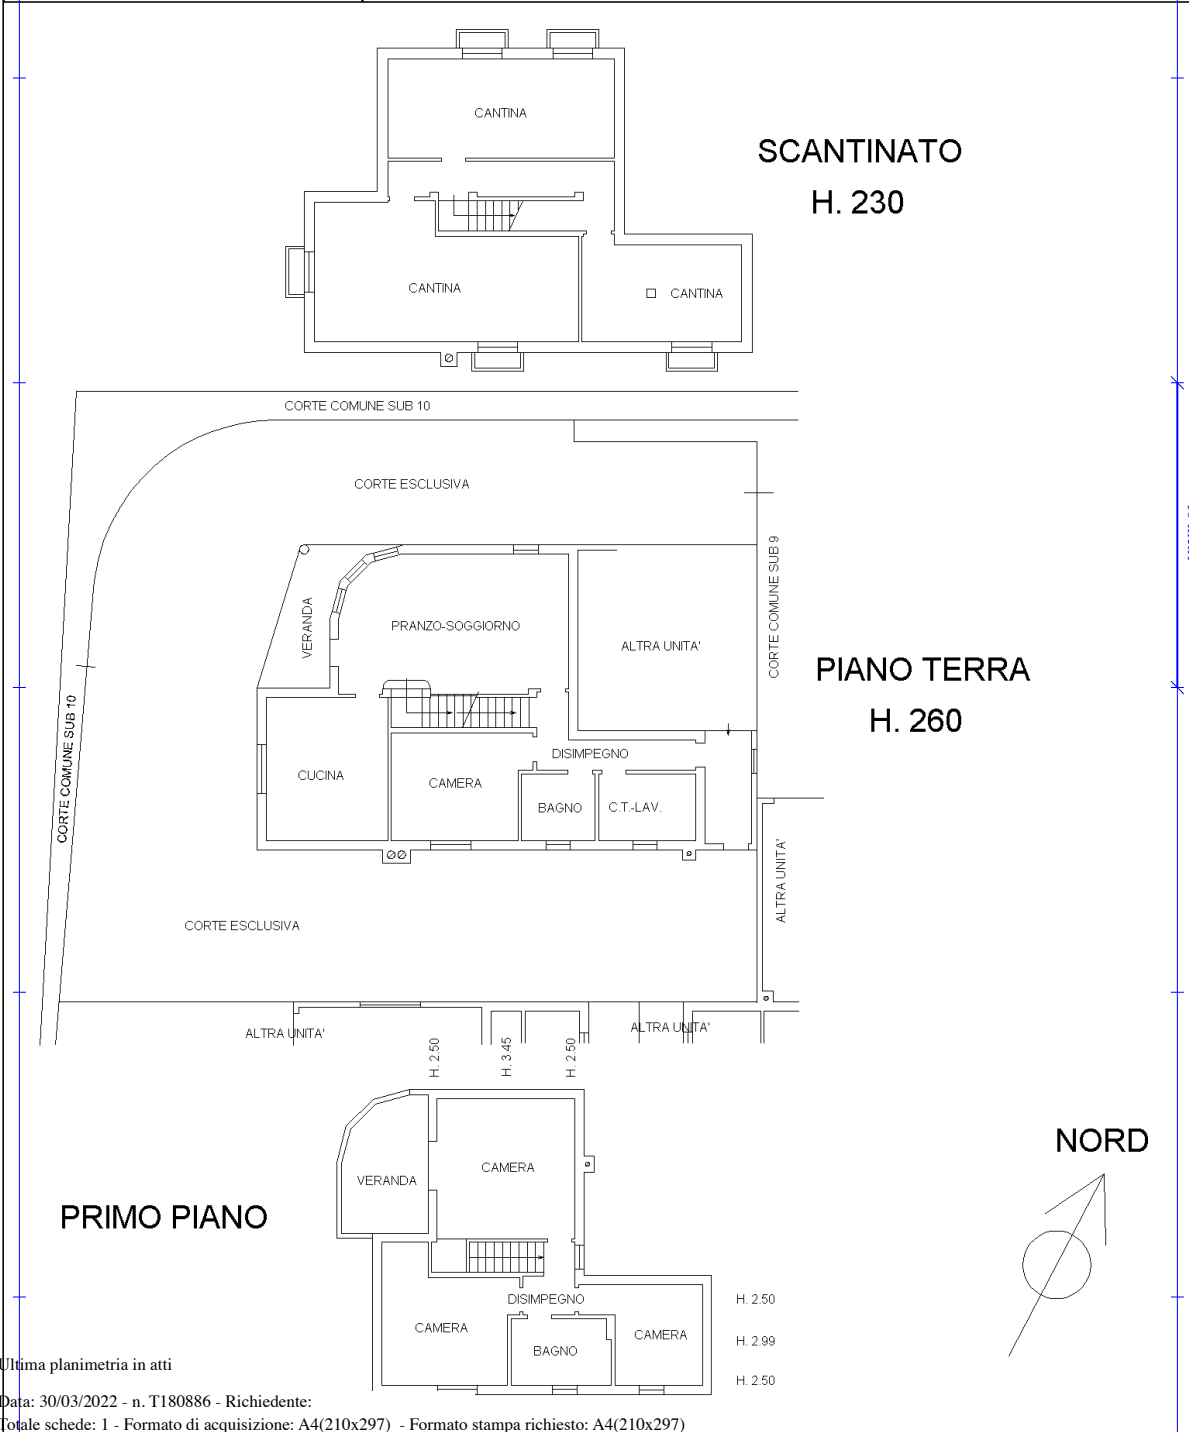 CANTINA
SCANTINATO
H. 230
CANTINA
CANTINA
CORTE COMUNE SUB 10
CORTE ESCLUSIVA
CORTE COMUNE SUB 9
VERANDA
PRANZO-SOGGIORNO
ALTRA UNITA'
PIANO TERRA
H. 260
CORTE COMUNE SUB 10
DISIMPEGNO
CUCINA
CAMERA
BAGNO
C.T.-LAV.
ALTRA UNITA'
CORTE ESCLUSIVA
ALTRA UNITA'
ALTRA UNITA'
H. 2.50
H. 3.45
H. 2.50
NORD
CAMERA
VERANDA
PRIMO PIANO
DISIMPEGNO
H. 2.50
CAMERA
CAMERA
H. 2.99
BAGNO
H. 2.50
Ultima planimetria in atti
Data: 30/03/2022 - n. T180886 - Richiedente:
Totale schede: 1 - Formato di acquisizione: A4(210x297) - Formato stampa richiesto: A4(210x297)